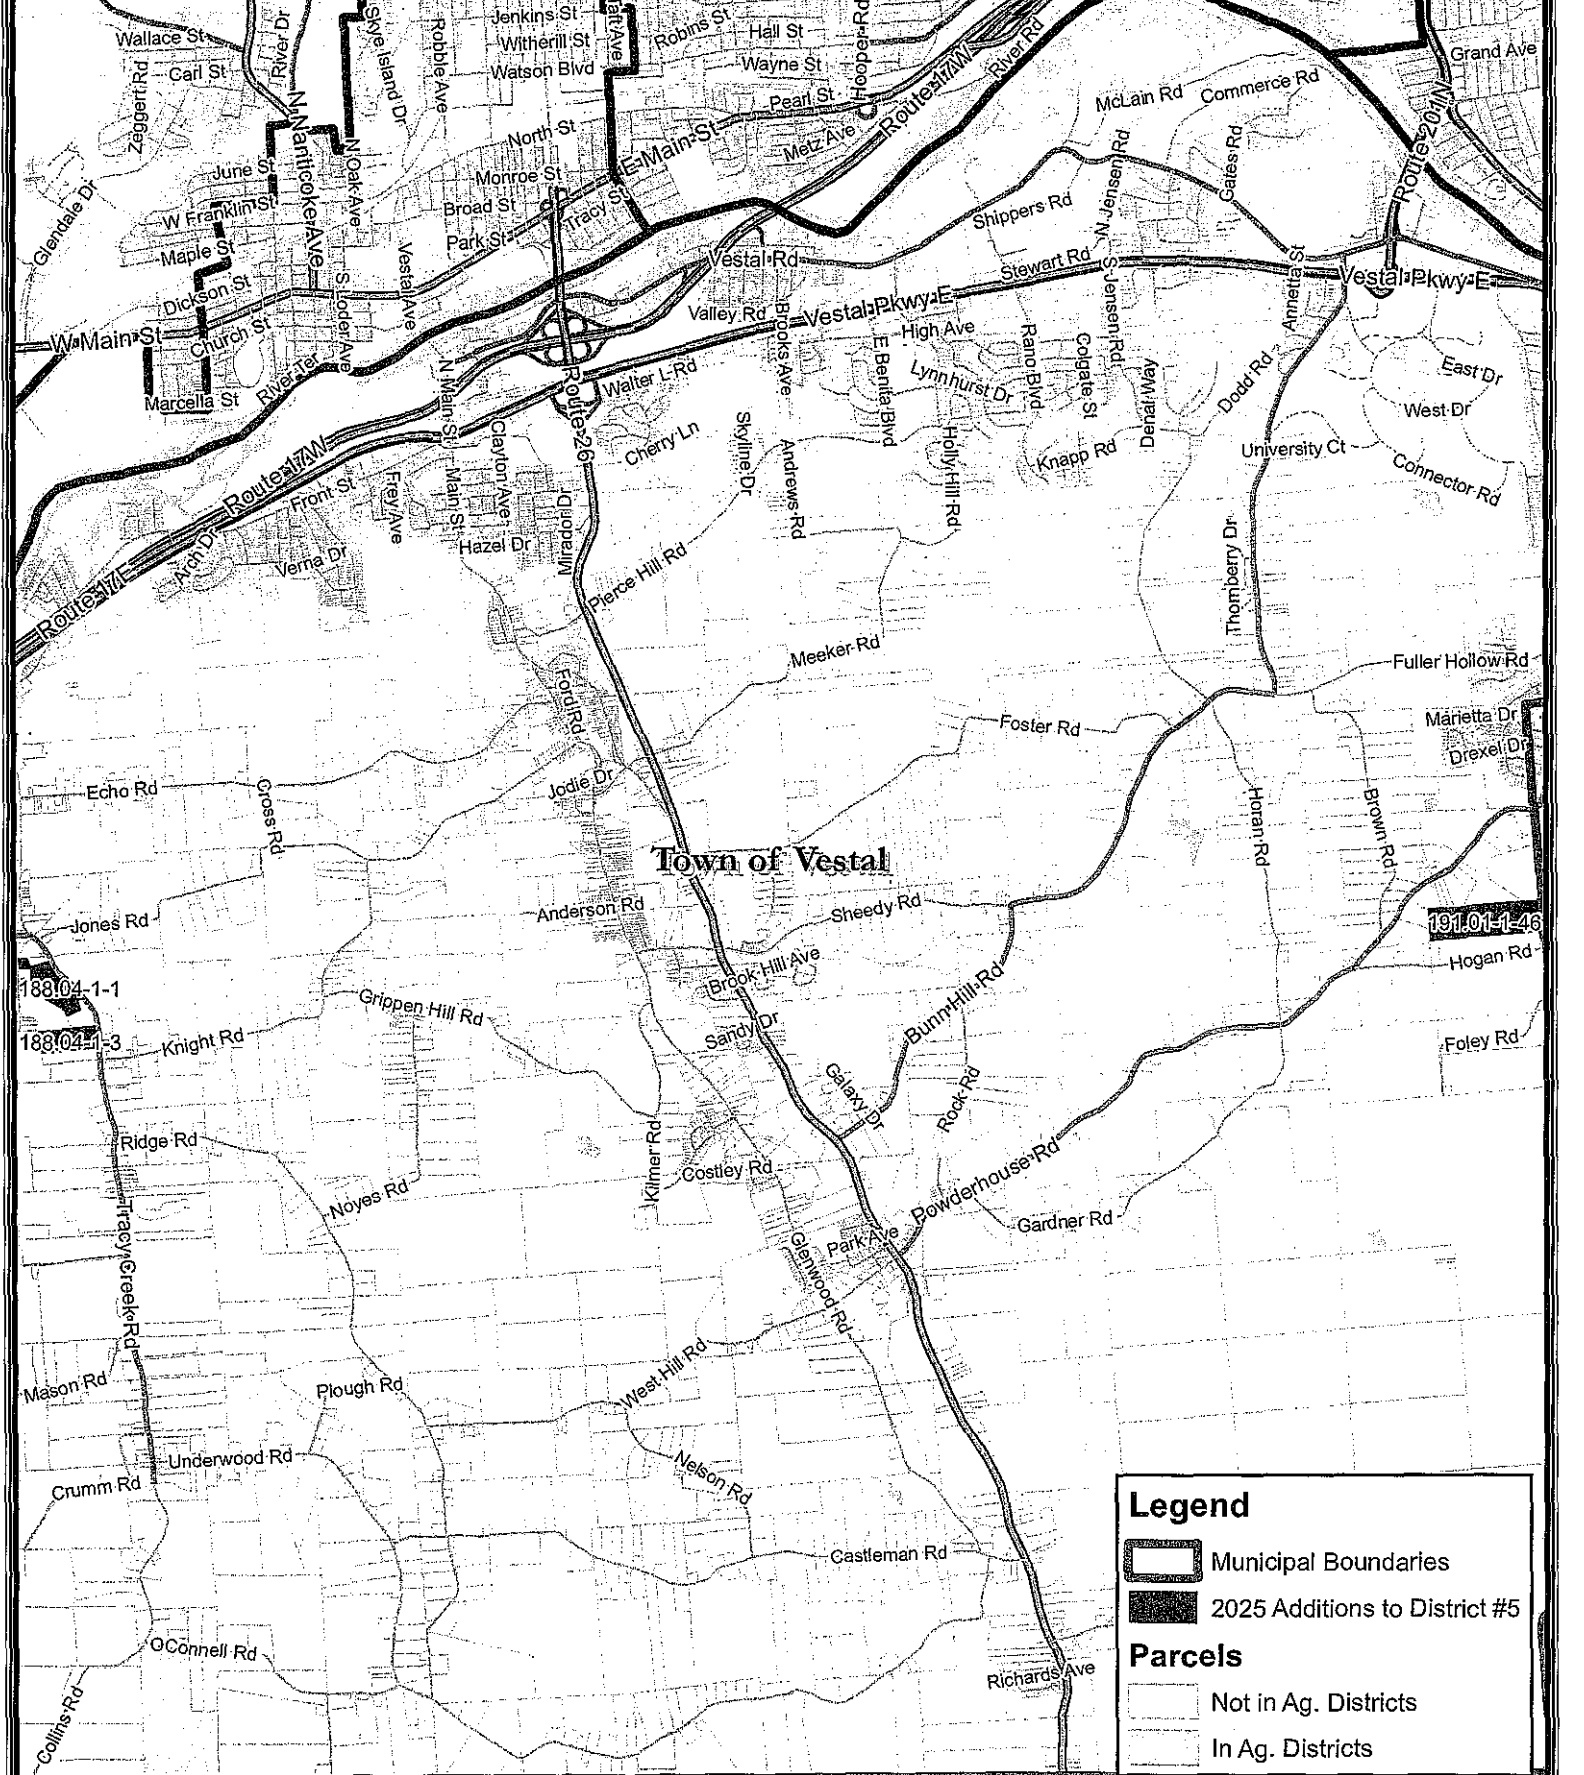 Wallace St
River Dr
Skye Island Dr
Robble Ave
Jenkins St
Witherill St
Watson Blvd
Robins St
Hall St
Wayne St
Hooper Rd
River Rd
Grand Ave
Carl St
Zaggert Rd
Pearl St
Route 17W
McLain Rd
Commerce Rd
Route 201 N
N Nanticoke Ave
N Oak Ave
North St
E Main St
Metz Ave
June St
Monroe St
Gates Rd
N Jensen Rd
Glendale Dr
W Franklin St
Broad St
Tracy St
Shippers Rd
Maple St
Park St
Vestal Rd
Stewart Rd
Annetta St
Vestal Pkwy E
Dickson St
S Loder Ave
Vestal Ave
S Jensen Rd
Valley Rd
Brooks Ave
Vestal Pkwy E
W Main St
Church St
High Ave
River Ter
N Main St
Route 26
Walter L Rd
E Benita Blvd
Lynnhurst Dr
Riano Blvd
Colgate St
Denal Way
Dodd Rd
East Dr
Marcella St
West Dr
Cherry Ln
Skyline Dr
Andrews Rd
Holly Hill Rd
Knapp Rd
University Ct
Connector Rd
Route 17W
Front St
Frey Ave
Main St
Clayton Ave
Mirador Dr
Arch Dr
Verna Dr
Hazel Dr
Thornberry Dr
Route 17E
Pierce Hill Rd
Meeker Rd
Fuller Hollow Rd
Ford Rd
Foster Rd
Marietta Dr
Drexel Dr
Echo Rd
Cross Rd
Jodie Dr
Horan Rd
Brown Rd
Town of Vestal
Jones Rd
Anderson Rd
Sheedy Rd
191.01-1-46
Hogan Rd
188.04-1-1
Brook Hill Ave
Grippen Hill Rd
Bunn Hill Rd
188.04-1-3
Knight Rd
Sandy Dr
Foley Rd
Galaxy Dr
Rock Rd
Ridge Rd
Kilmer Rd
Costley Rd
Powderhouse Rd
Noyes Rd
Gardner Rd
Tracy Creek Rd
Park Ave
Glenwood Rd
Mason Rd
Plough Rd
West Hill Rd
Underwood Rd
Nelson Rd
Crumm Rd
Castleman Rd
OConnell Rd
Richards Ave
Collins Rd
Legend
Municipal Boundaries
2025 Additions to District #5
Parcels
Not in Ag. Districts
In Ag. Districts